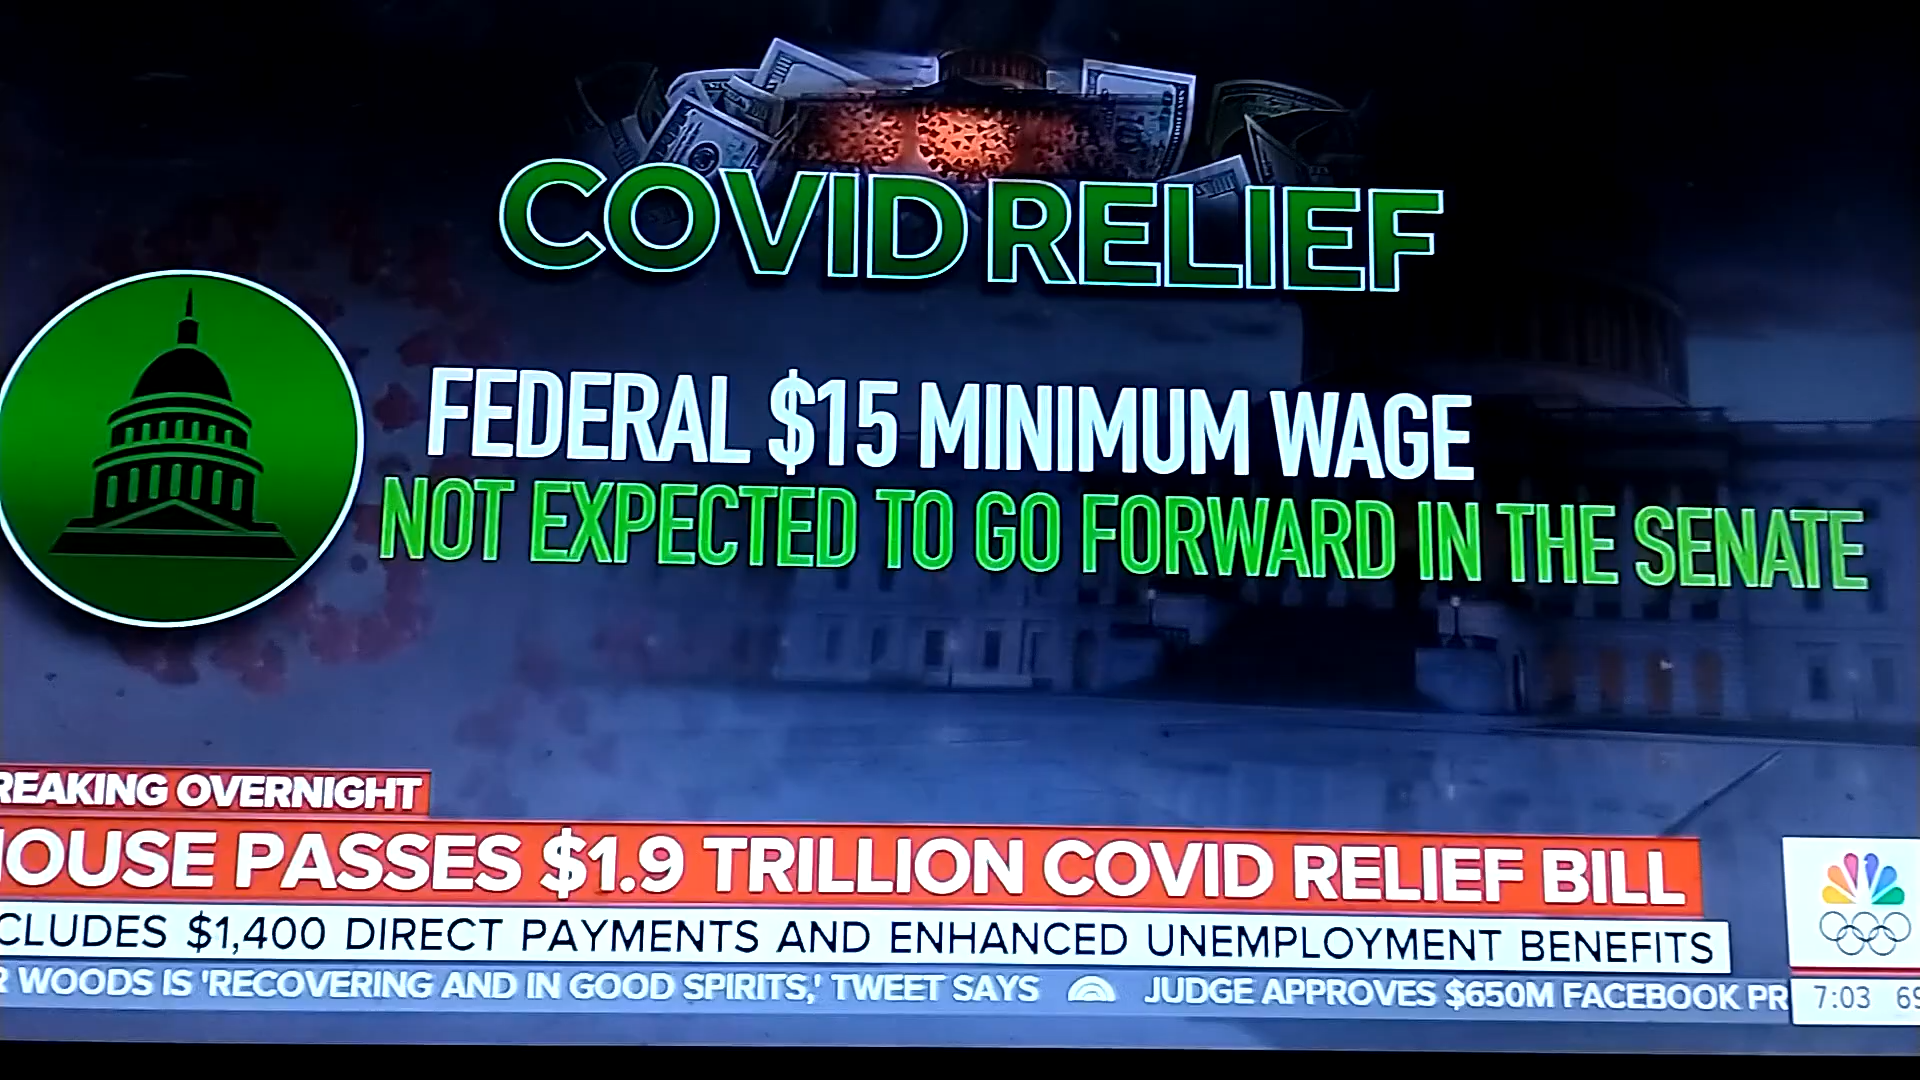 COVID RELIEF
FEDERAL $15 MINIMUM WAGE
NOT EXPECTED TO GO FORWARD IN THE SENATE
REAKING OVERNIGHT
OUSE PASSES $1.9 TRILLION COVID RELIEF BILL
CLUDES $1,400 DIRECT PAYMENTS AND ENHANCED UNEMPLOYMENT BENEFITS
R WOODS IS 'RECOVERING AND IN GOOD SPIRITS,' TWEET SAYS JUDGE APPROVES $650M FACEBOOK PR
7:03 69